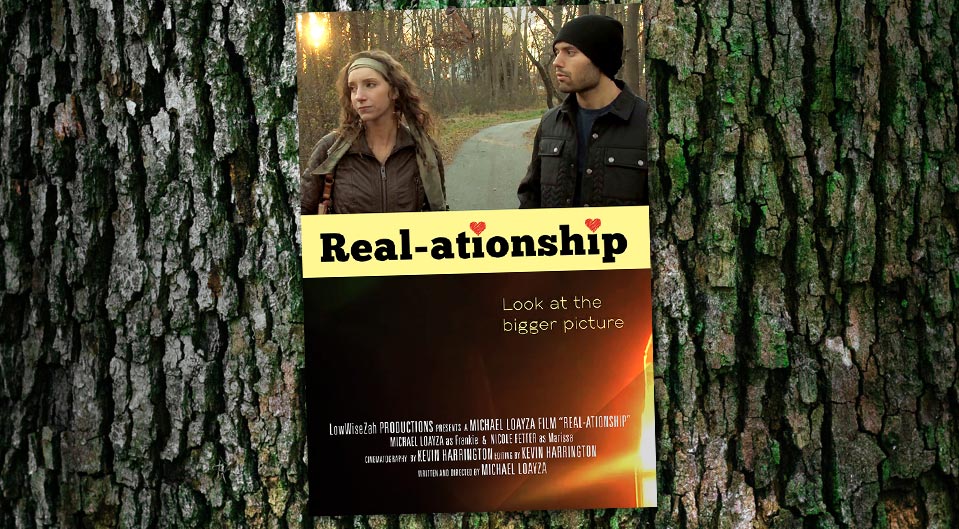 Real-ationship
Look at the
bigger picture
LowWiseZah PRODUCTIONS PRESENTS A MICHAEL LOAYZA FILM "REAL-ATIONSHIP"
MICHAEL LOAYZA as Frankie & NICOLE FETTER as Marissa
CINEMATOGRAPHY BY KEVIN HARRINGTON EDITING BY KEVIN HARRINGTON
WRITTEN AND DIRECTED BY MICHAEL LOAYZA